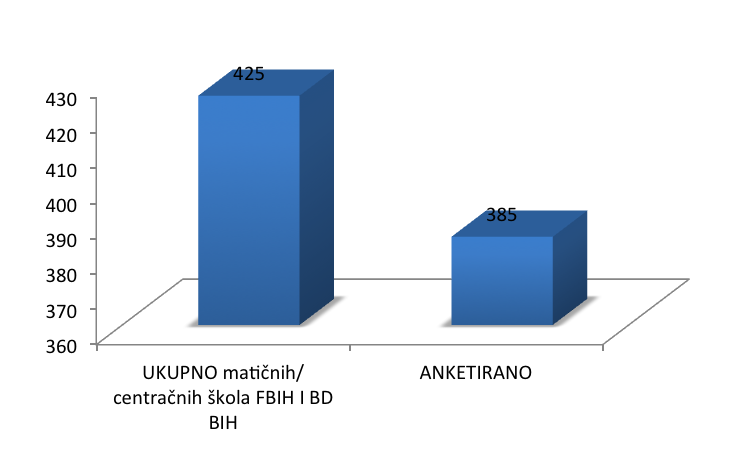 425
430
420
410
400
390
380
370
360
385
UKUPNO matičnih/
centračnih škola FBIH I BD
BIH
ANKETIRANO